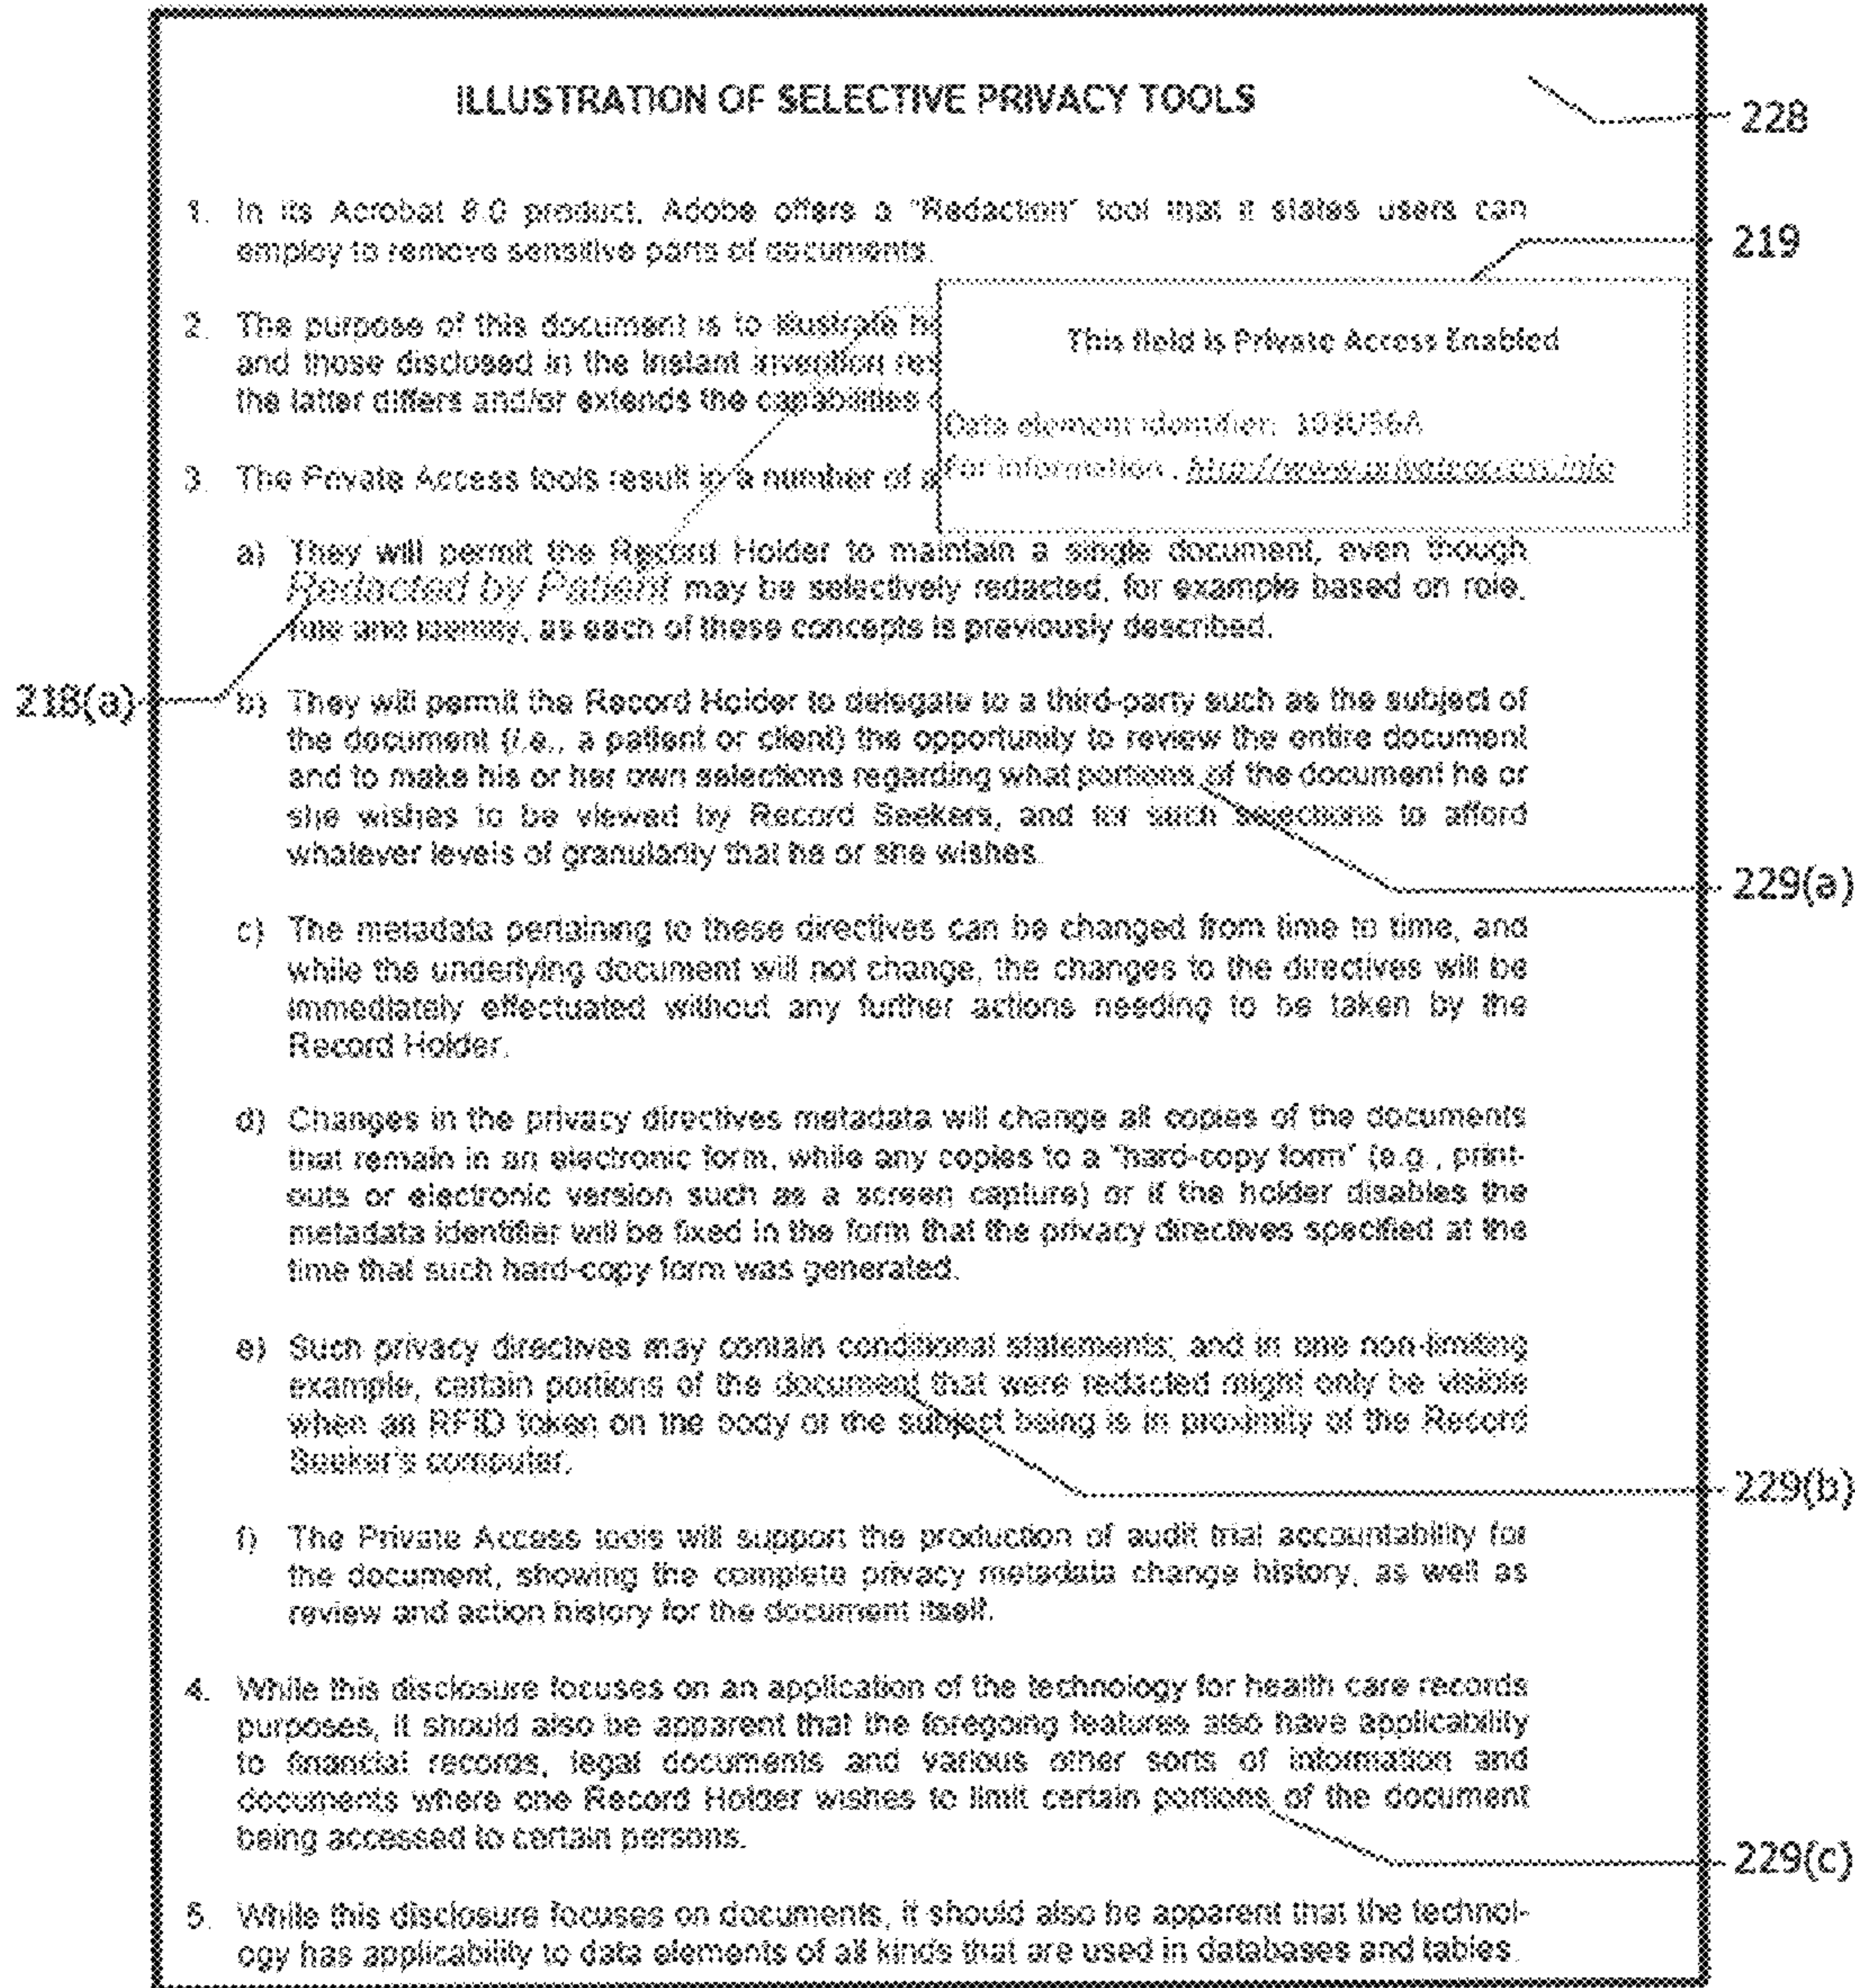 ILLUSTRATION OF SELECTIVE PRIVACY TOOLS
228
1. In its Acrobat 8.0 product, Adobe offers a "Redaction" tool that it states users can
employ to remove sensitive parts of documents.
219
2. The purpose of this document is to illustrate
and those disclosed in the instant invention
the latter differs and/or extends the capabilities
This field is Private Access Enabled
Data element identifier:
For information : http://www.privateaccess.info
3. The Private Access tools result in a number of
a) They will permit the Record Holder to maintain a single document, even though
Redacted by Patient may be selectively redacted, for example based on role,
rule and identity, as each of these concepts is previously described.
218(a)
b) They will permit the Record Holder to delegate to a third-party such as the subject of
the document (i.e., a patient or client) the opportunity to review the entire document
and to make his or her own selections regarding what portions of the document he or
she wishes to be viewed by Record Seekers, and for such selections to afford
whatever levels of granularity that he or she wishes.
229(a)
c) The metadata pertaining to these directives can be changed from time to time, and
while the underlying document will not change, the changes to the directives will be
immediately effectuated without any further actions needing to be taken by the
Record Holder.
d) Changes in the privacy directives metadata will change all copies of the documents
that remain in an electronic form, while any copies to a "hard-copy form" (e.g., print-
outs or electronic version such as a screen capture) or if the holder disables the
metadata identifier will be fixed in the form that the privacy directives specified at the
time that such hard-copy form was generated.
e) Such privacy directives may contain conditional statements; and in one non-limiting
example, certain portions of the document that were redacted might only be visible
when an RFID token on the body of the subject being is in proximity of the Record
Seeker's computer.
229(b)
f) The Private Access tools will support the production of audit trial accountability for
the document, showing the complete privacy metadata change history, as well as
review and action history for the document itself.
4. While this disclosure focuses on an application of the technology for health care records
purposes, it should also be apparent that the foregoing features also have applicability
to financial records, legal documents and various other sorts of information and
documents where one Record Holder wishes to limit certain portions of the document
being accessed to certain persons.
229(c)
5. While this disclosure focuses on documents, it should also be apparent that the technol-
ogy has applicability to data elements of all kinds that are used in databases and tables.